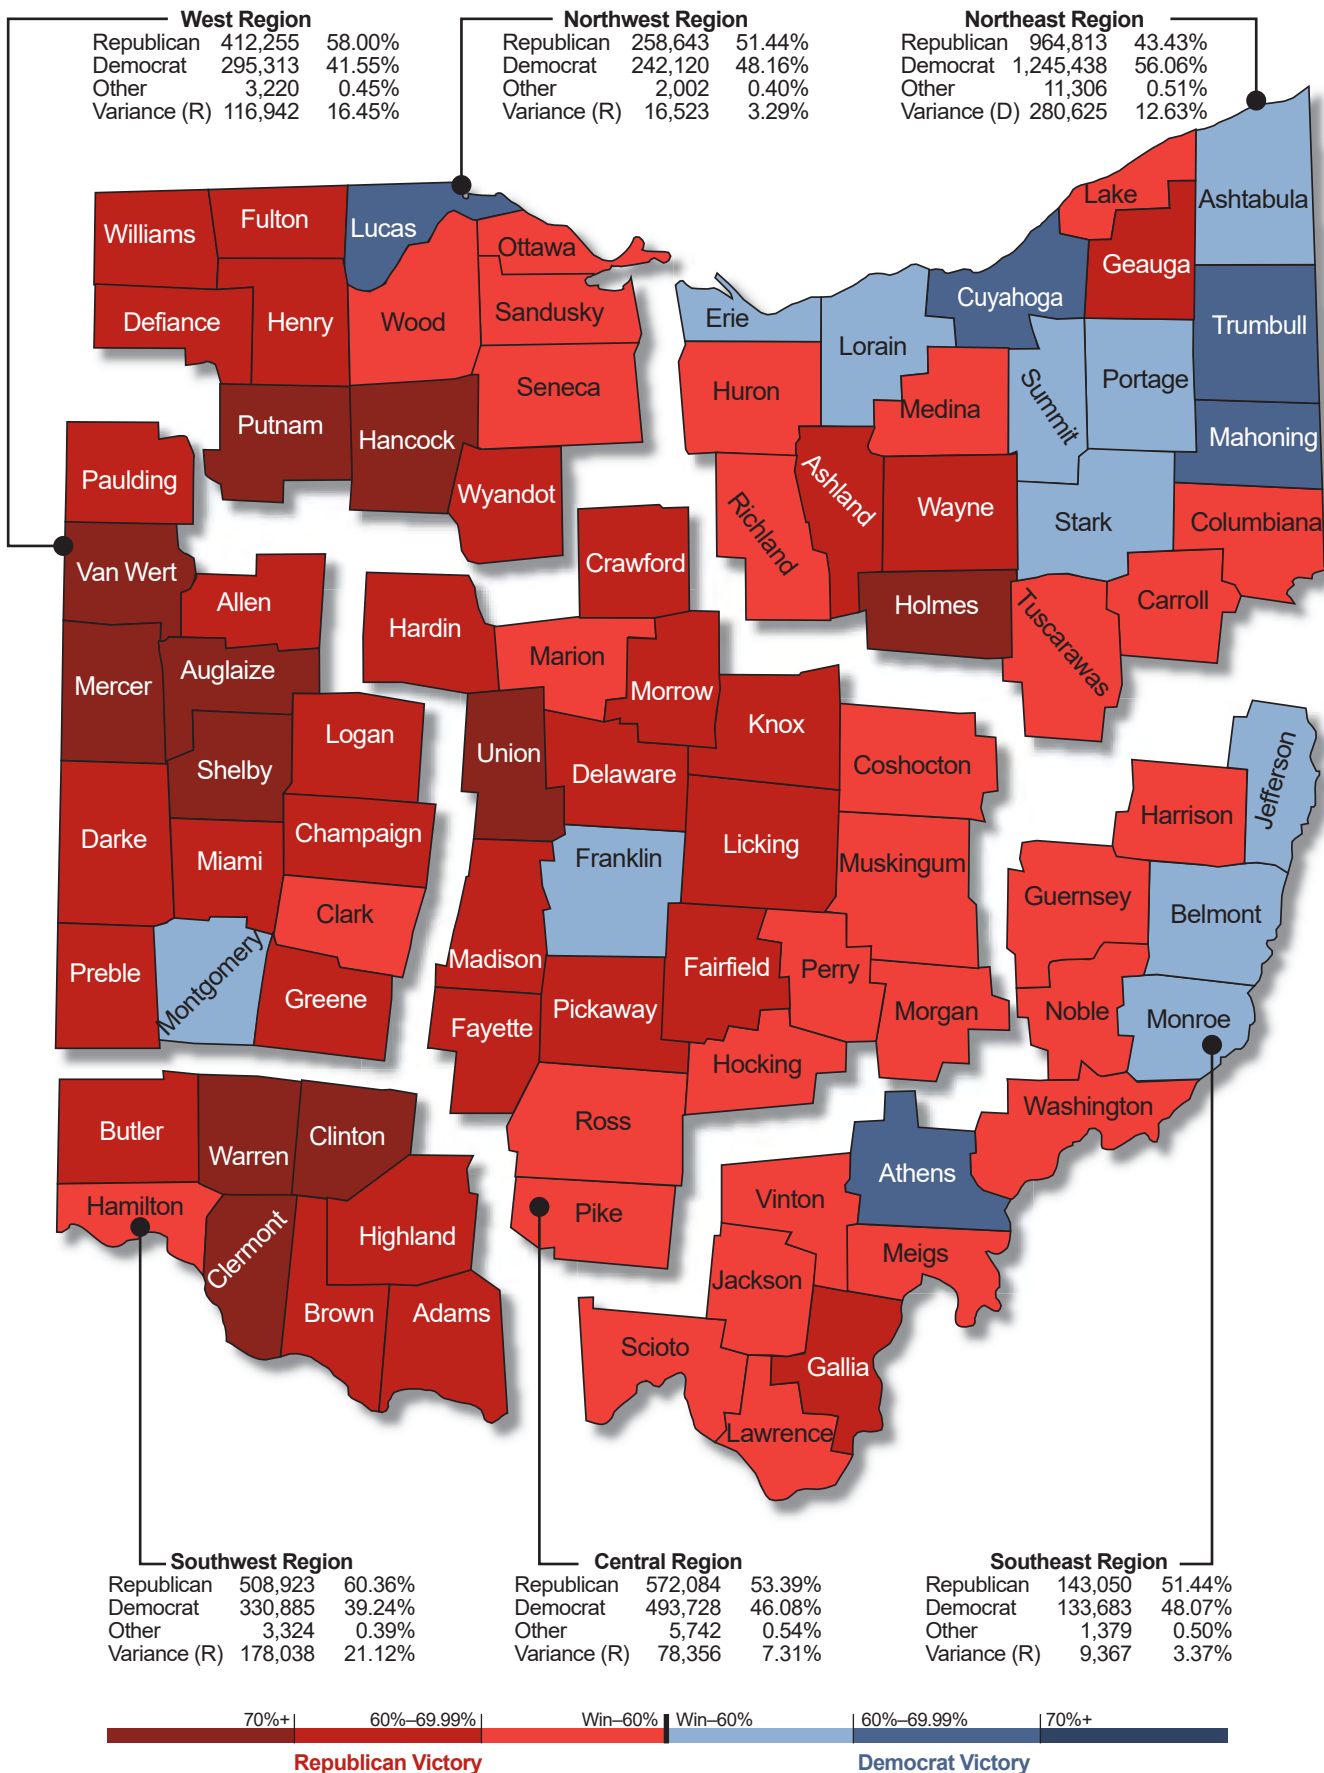 West Region
Republican 412,255 58.00%
Democrat 295,313 41.55%
Other 3,220 0.45%
Variance (R) 116,942 16.45%
Northwest Region
Republican 258,643 51.44%
Democrat 242,120 48.16%
Other 2,002 0.40%
Variance (R) 16,523 3.29%
Northeast Region
Republican 964,813 43.43%
Democrat 1,245,438 56.06%
Other 11,306 0.51%
Variance (D) 280,625 12.63%
Williams
Fulton
Lucas
Ottawa
Defiance
Henry
Wood
Sandusky
Seneca
Putnam
Hancock
Wyandot
Lake
Ashtabula
Geauga
Cuyahoga
Trumbull
Erie
Lorain
Summit
Portage
Huron
Medina
Mahoning
Richland
Ashland
Wayne
Stark
Columbiana
Holmes
Tuscarawas
Carroll
Paulding
Van Wert
Allen
Mercer
Auglaize
Logan
Shelby
Darke
Miami
Champaign
Clark
Preble
Montgomery
Greene
Crawford
Hardin
Marion
Morrow
Union
Delaware
Knox
Coshocton
Franklin
Licking
Muskingum
Madison
Fairfield
Perry
Pickaway
Fayette
Morgan
Hocking
Ross
Pike
Jefferson
Harrison
Guernsey
Belmont
Noble
Monroe
Washington
Athens
Vinton
Meigs
Jackson
Scioto
Gallia
Lawrence
Butler
Warren
Clinton
Hamilton
Clermont
Highland
Brown
Adams
Southwest Region
Republican 508,923 60.36%
Democrat 330,885 39.24%
Other 3,324 0.39%
Variance (R) 178,038 21.12%
Central Region
Republican 572,084 53.39%
Democrat 493,728 46.08%
Other 5,742 0.54%
Variance (R) 78,356 7.31%
Southeast Region
Republican 143,050 51.44%
Democrat 133,683 48.07%
Other 1,379 0.50%
Variance (R) 9,367 3.37%
70%+ 60%–69.99% Win–60% Win–60% 60%–69.99% 70%+
Republican Victory Democrat Victory